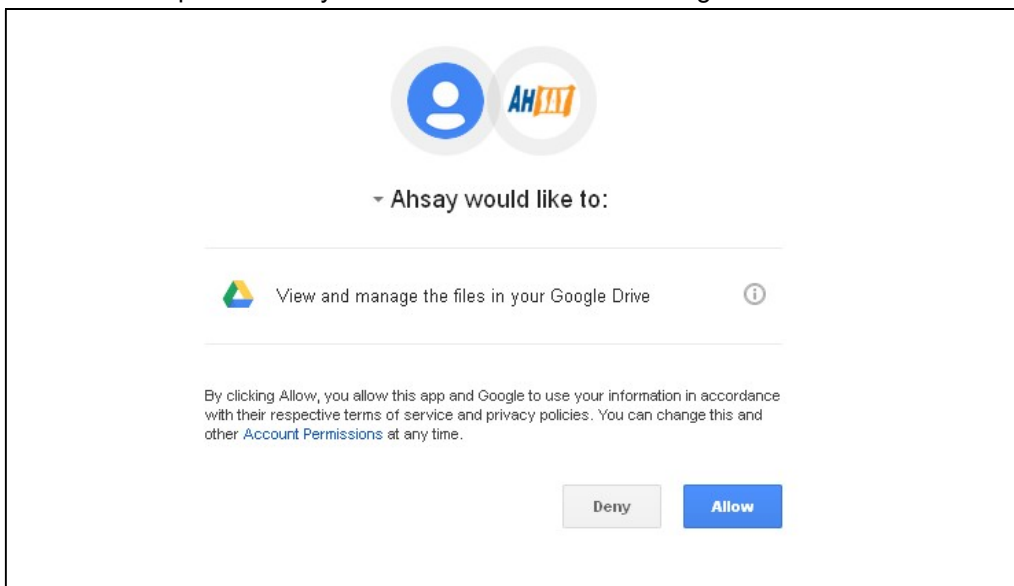 AHSAY
Ahsay would like to:
View and manage the files in your Google Drive
By clicking Allow, you allow this app and Google to use your information in accordance
with their respective terms of service and privacy policies. You can change this and
other Account Permissions at any time.
Deny Allow